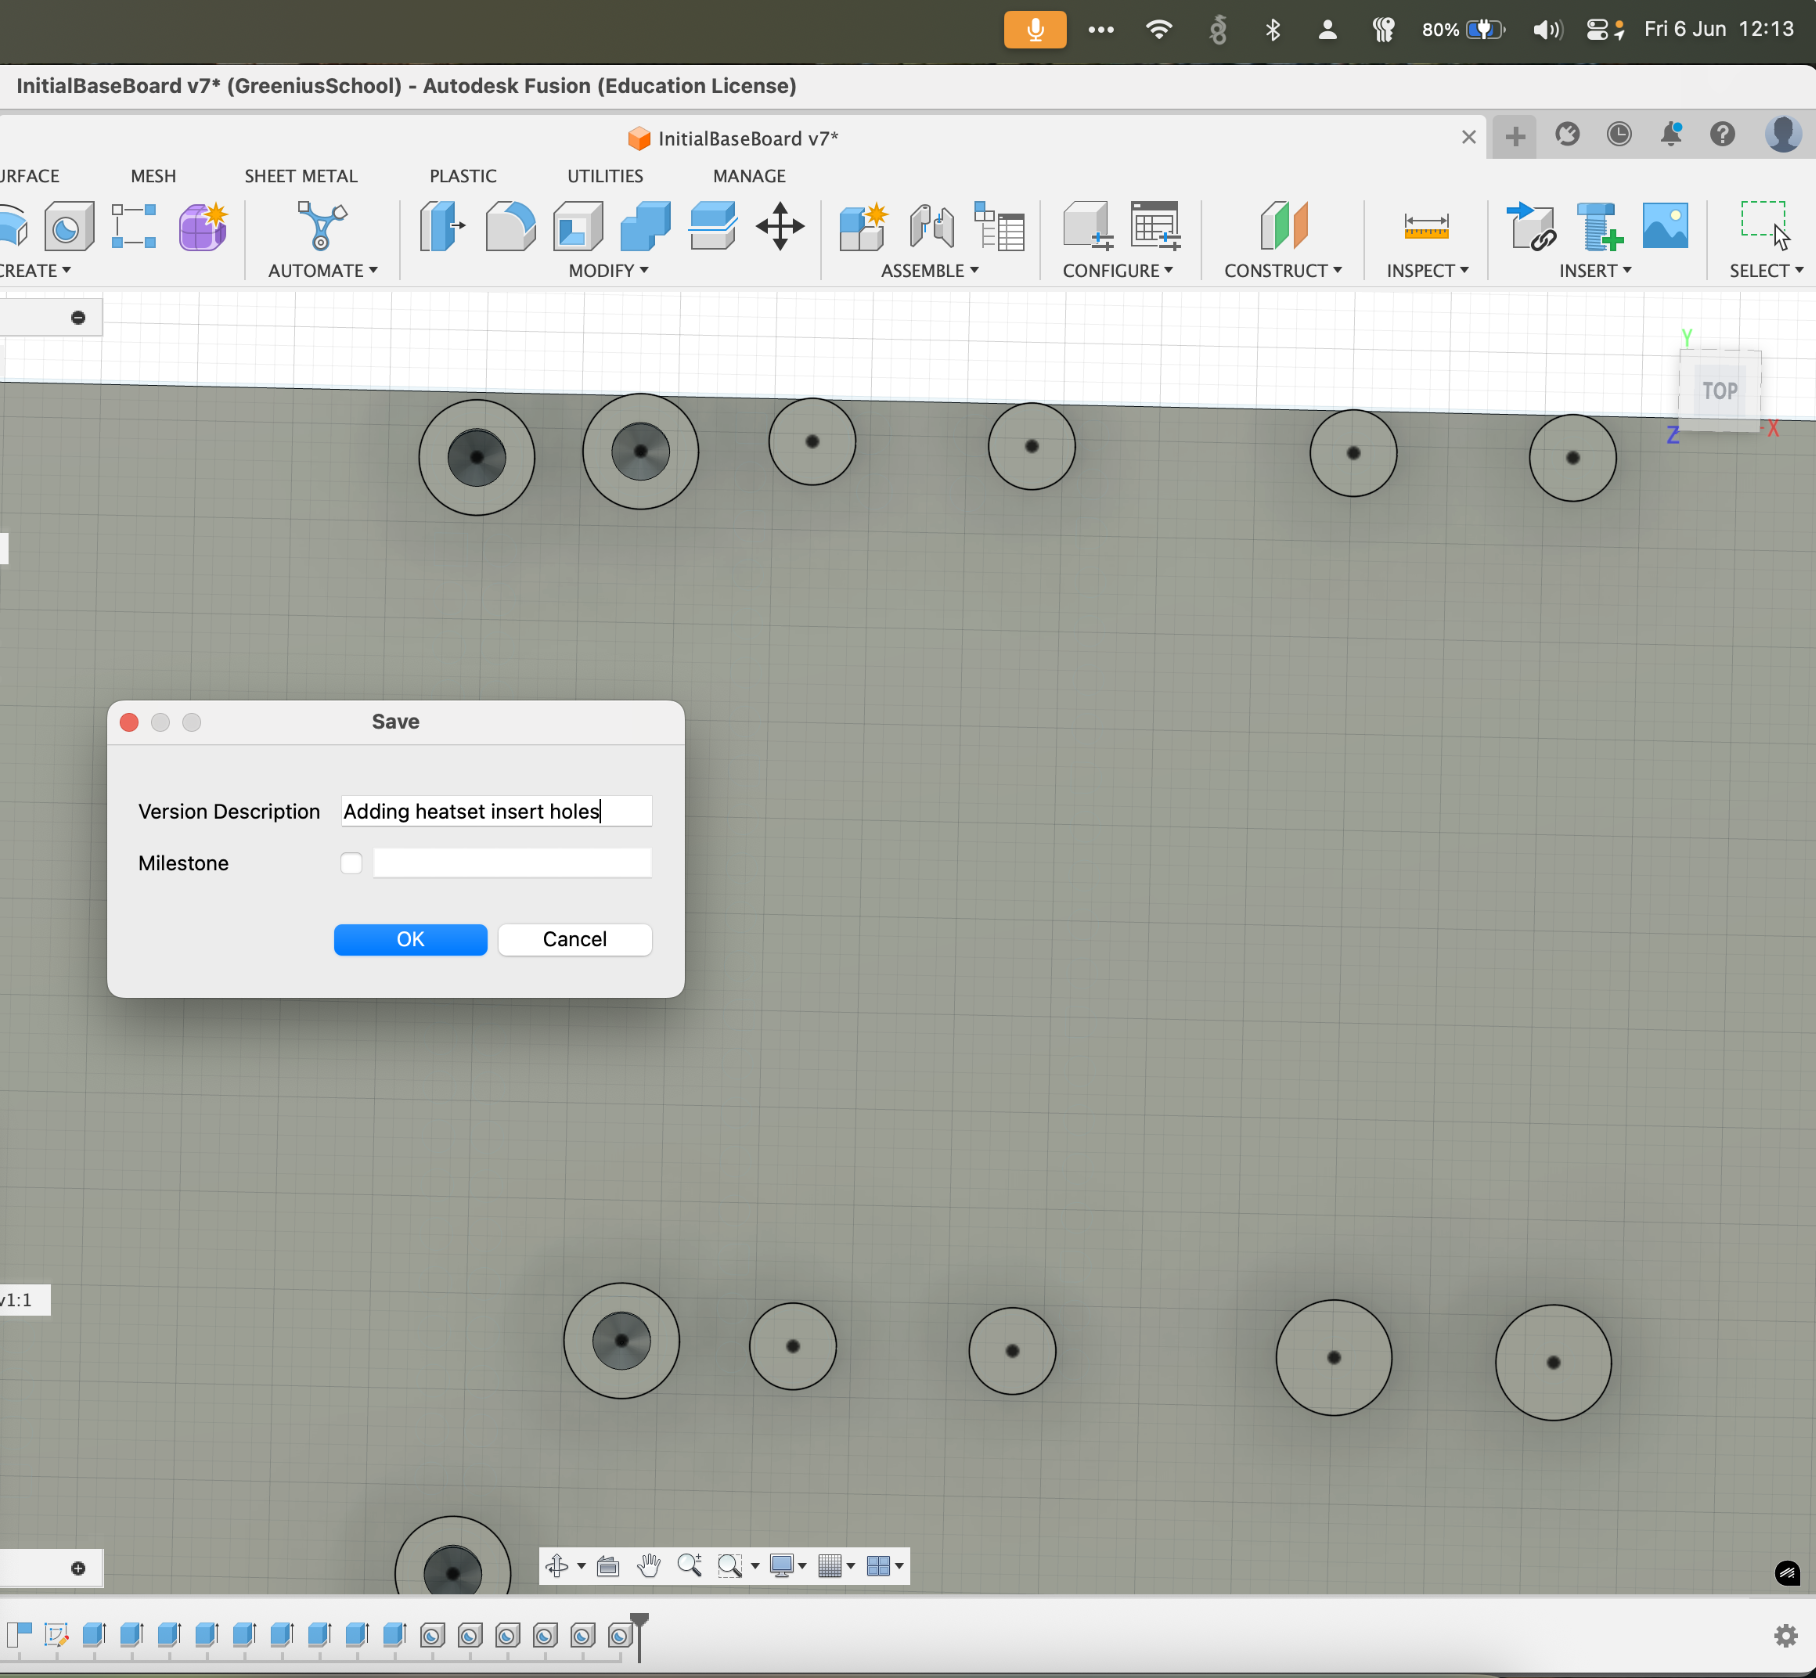 80%
Fri 6 Jun 12:13
InitialBaseBoard v7* (GreeniusSchool) - Autodesk Fusion (Education License)
InitialBaseBoard v7*
URFACE MESH SHEET METAL PLASTIC UTILITIES MANAGE
CREATE AUTOMATE MODIFY ASSEMBLE CONFIGURE CONSTRUCT INSPECT INSERT SELECT
Y
TOP
Z X
Save
Version Description Adding heatset insert holes
Milestone
OK Cancel
v1:1